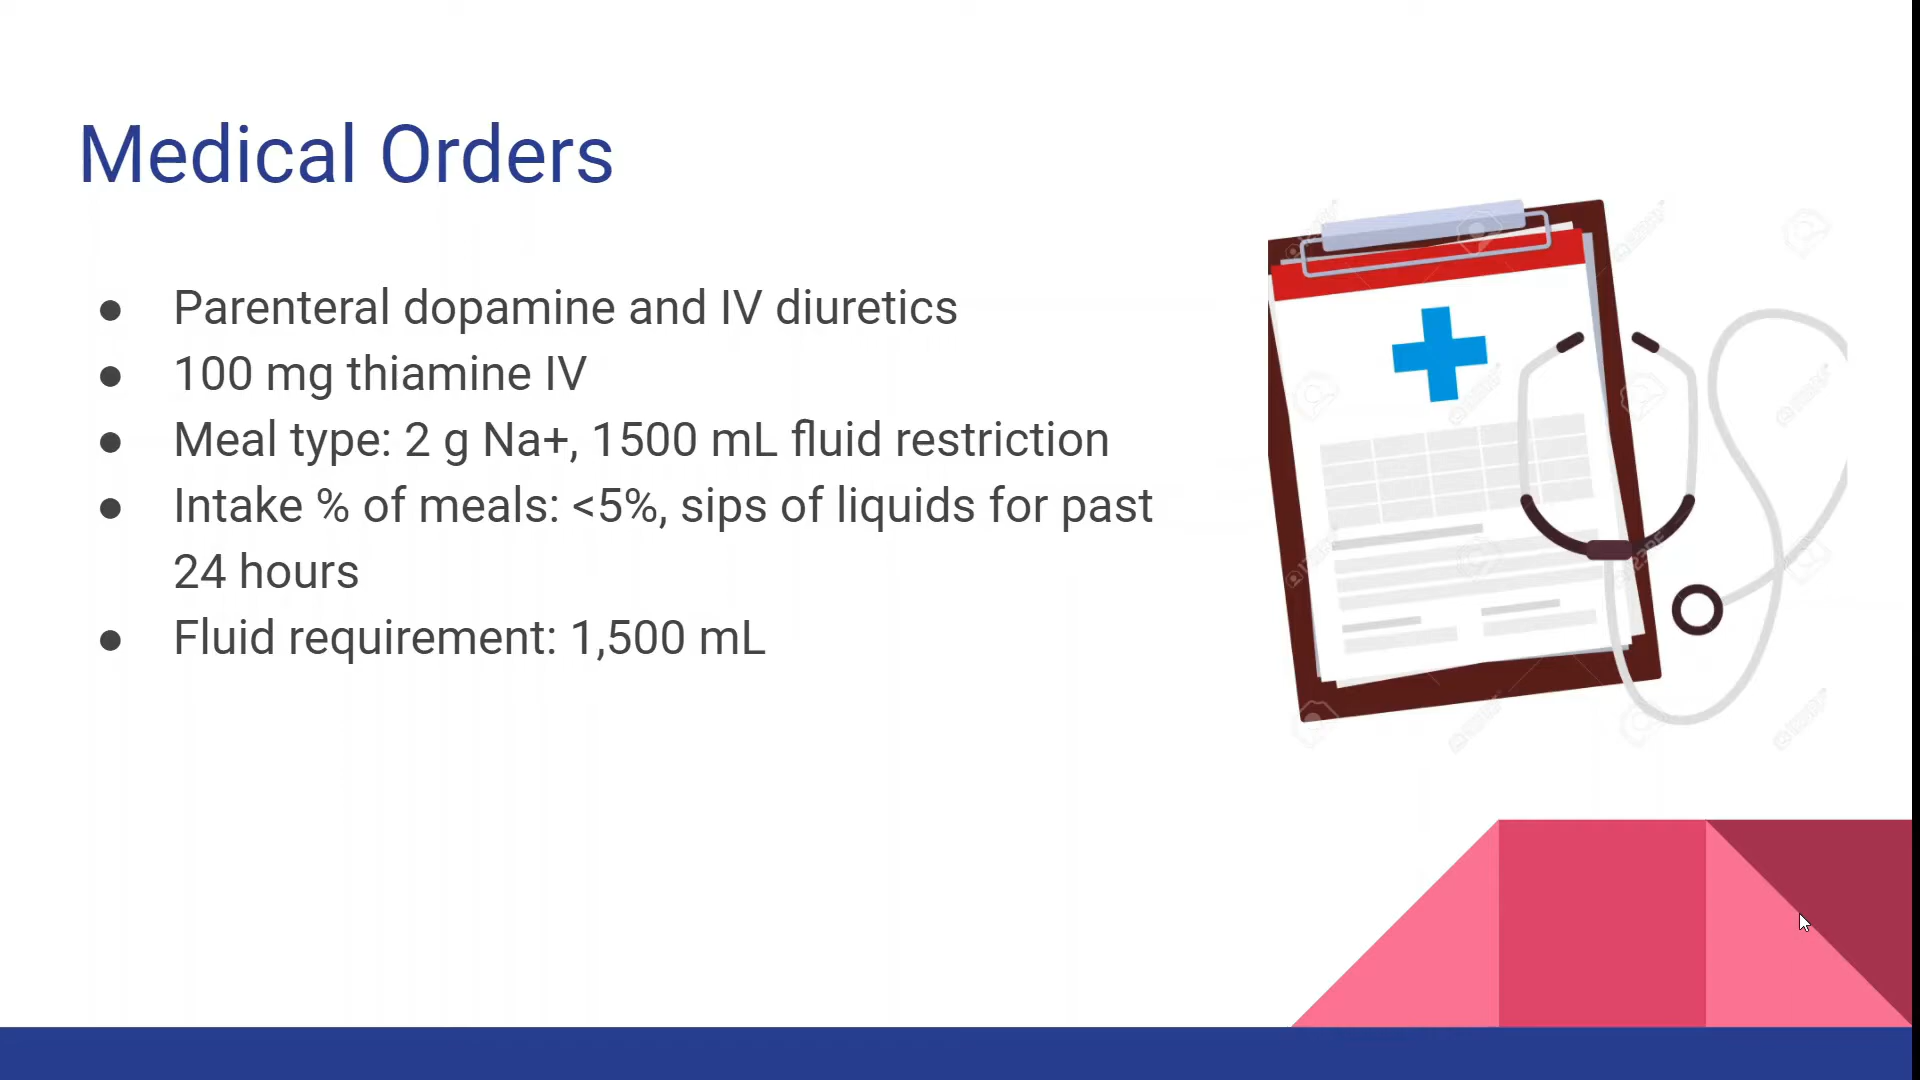 Medical Orders
● Parenteral dopamine and IV diuretics
● 100 mg thiamine IV
● Meal type: 2 g Na+, 1500 mL fluid restriction
● Intake % of meals: <5%, sips of liquids for past
24 hours
● Fluid requirement: 1,500 mL